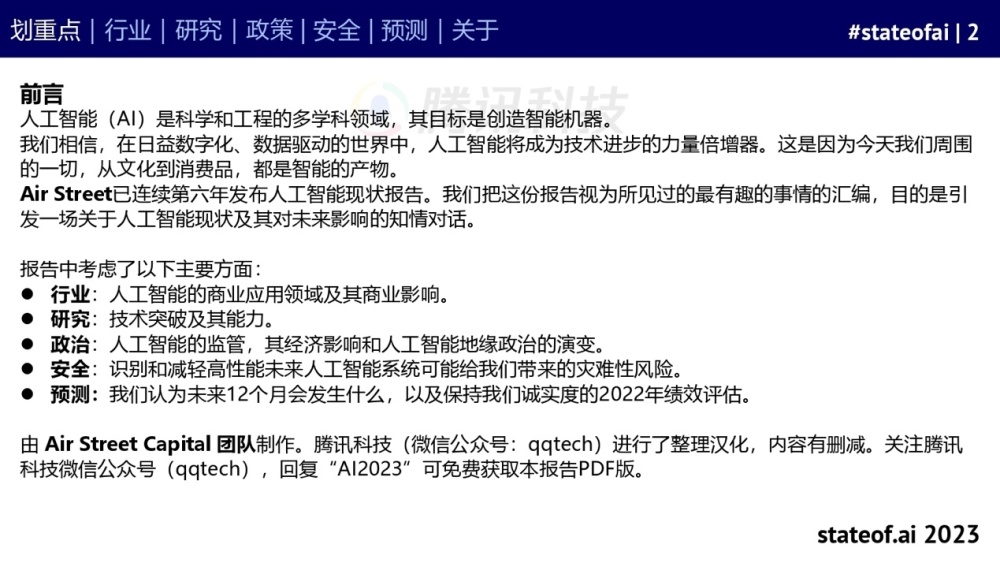 划重点 | 行业 | 研究 | 政策 | 安全 | 预测 | 关于
#stateofai | 2
腾讯科技
前言
人工智能（AI）是科学和工程的多学科领域，其目标是创造智能机器。
我们相信，在日益数字化、数据驱动的世界中，人工智能将成为技术进步的力量倍增器。这是因为今天我们周围
的一切，从文化到消费品，都是智能的产物。
Air Street已连续第六年发布人工智能现状报告。我们把这份报告视为所见过的最有趣的事情的汇编，目的是引
发一场关于人工智能现状及其对未来影响的知情对话。
报告中考虑了以下主要方面：
● 行业：人工智能的商业应用领域及其商业影响。
● 研究：技术突破及其能力。
● 政治：人工智能的监管，其经济影响和人工智能地缘政治的演变。
● 安全：识别和减轻高性能未来人工智能系统可能给我们带来的灾难性风险。
● 预测：我们认为未来12个月会发生什么，以及保持我们诚实度的2022年绩效评估。
由 Air Street Capital 团队制作。腾讯科技（微信公众号：qqtech）进行了整理汉化，内容有删减。关注腾讯
科技微信公众号（qqtech），回复“AI2023”可免费获取本报告PDF版。
stateof.ai 2023